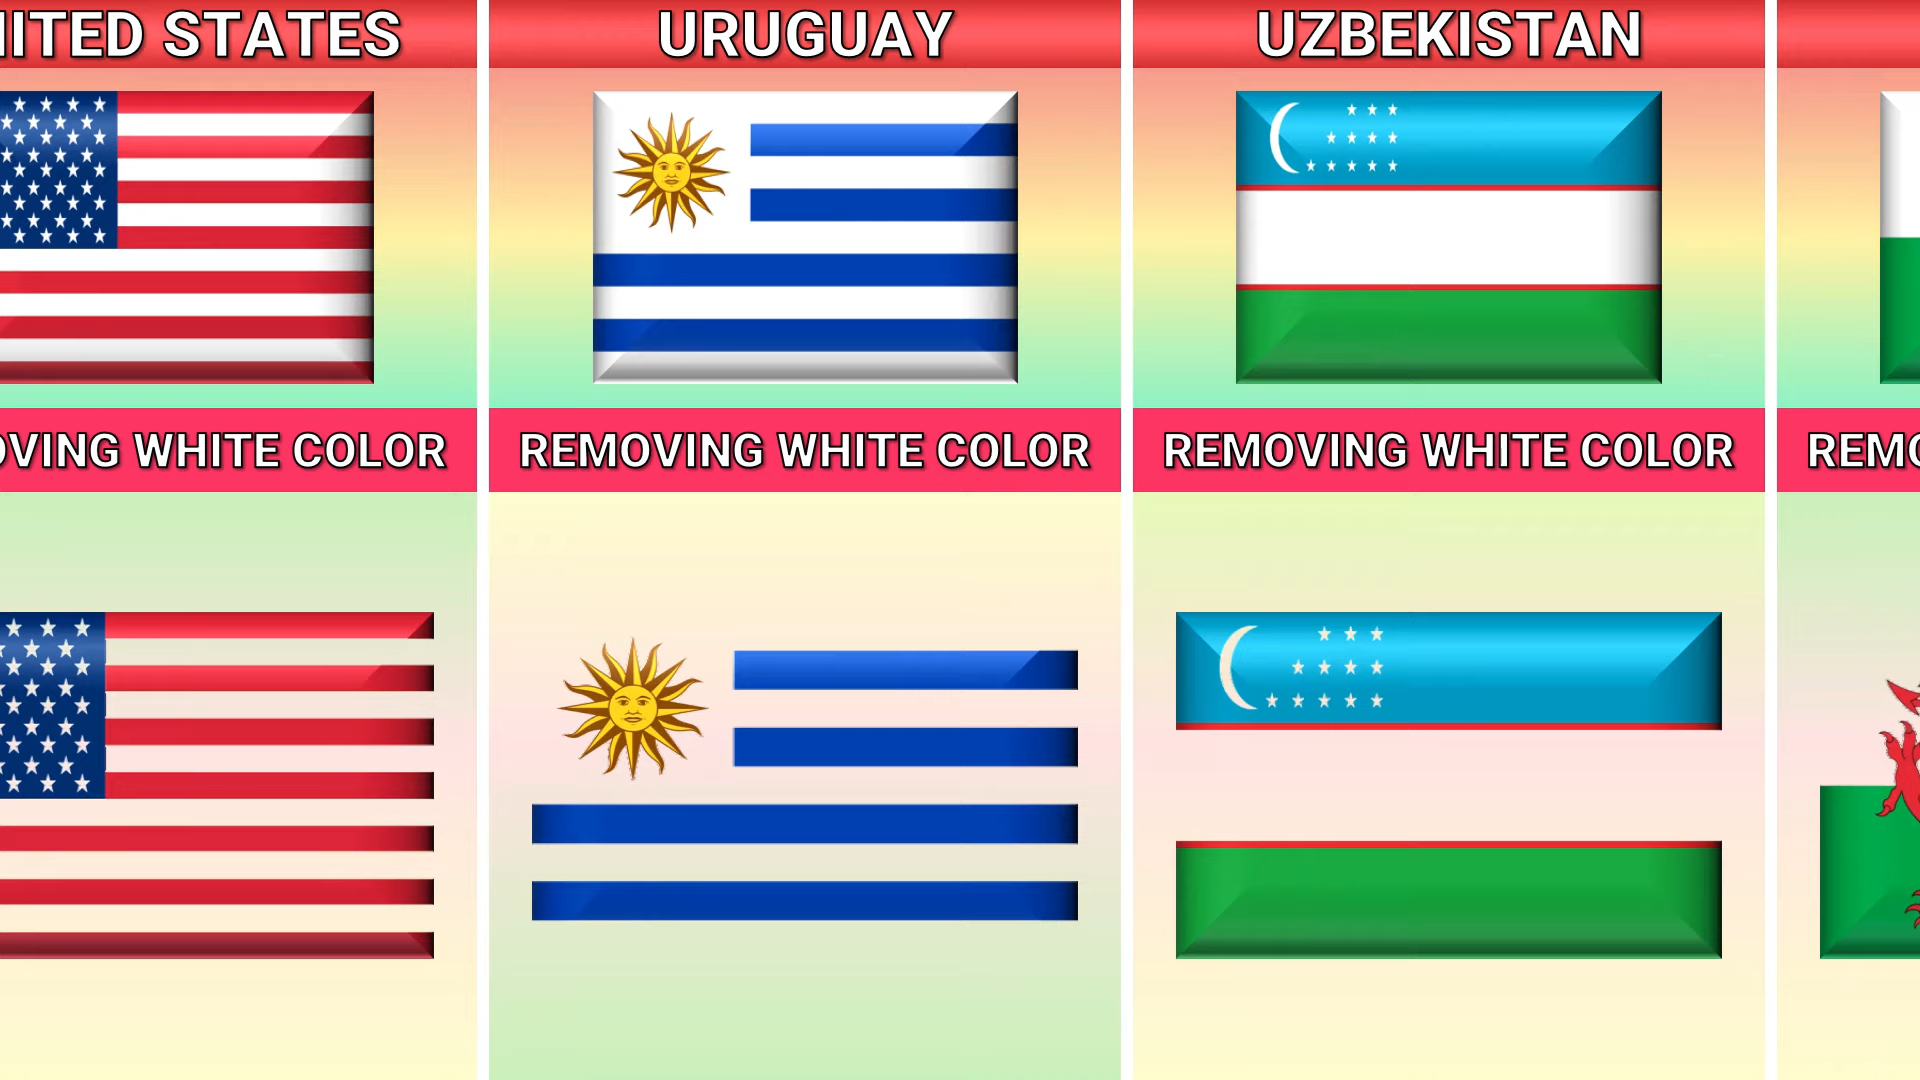 ITED STATES
URUGUAY
UZBEKISTAN
OVING WHITE COLOR
REMOVING WHITE COLOR
REMOVING WHITE COLOR
REMO